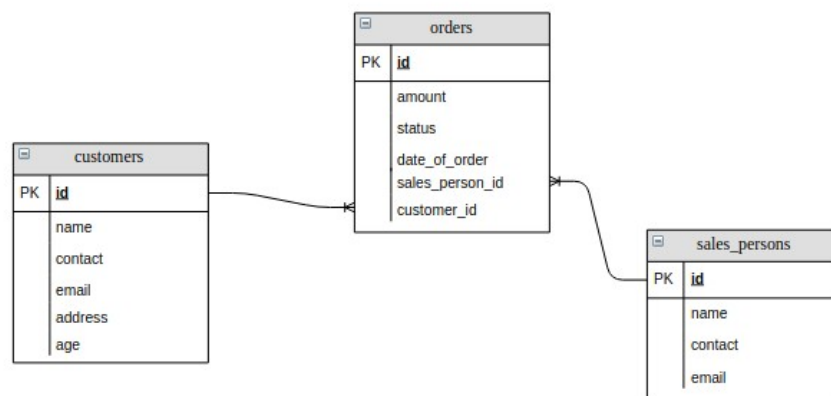 orders
PK id
amount
status
date_of_order
sales_person_id
customer_id
customers
PK id
name
contact
email
address
age
sales_persons
PK id
name
contact
email